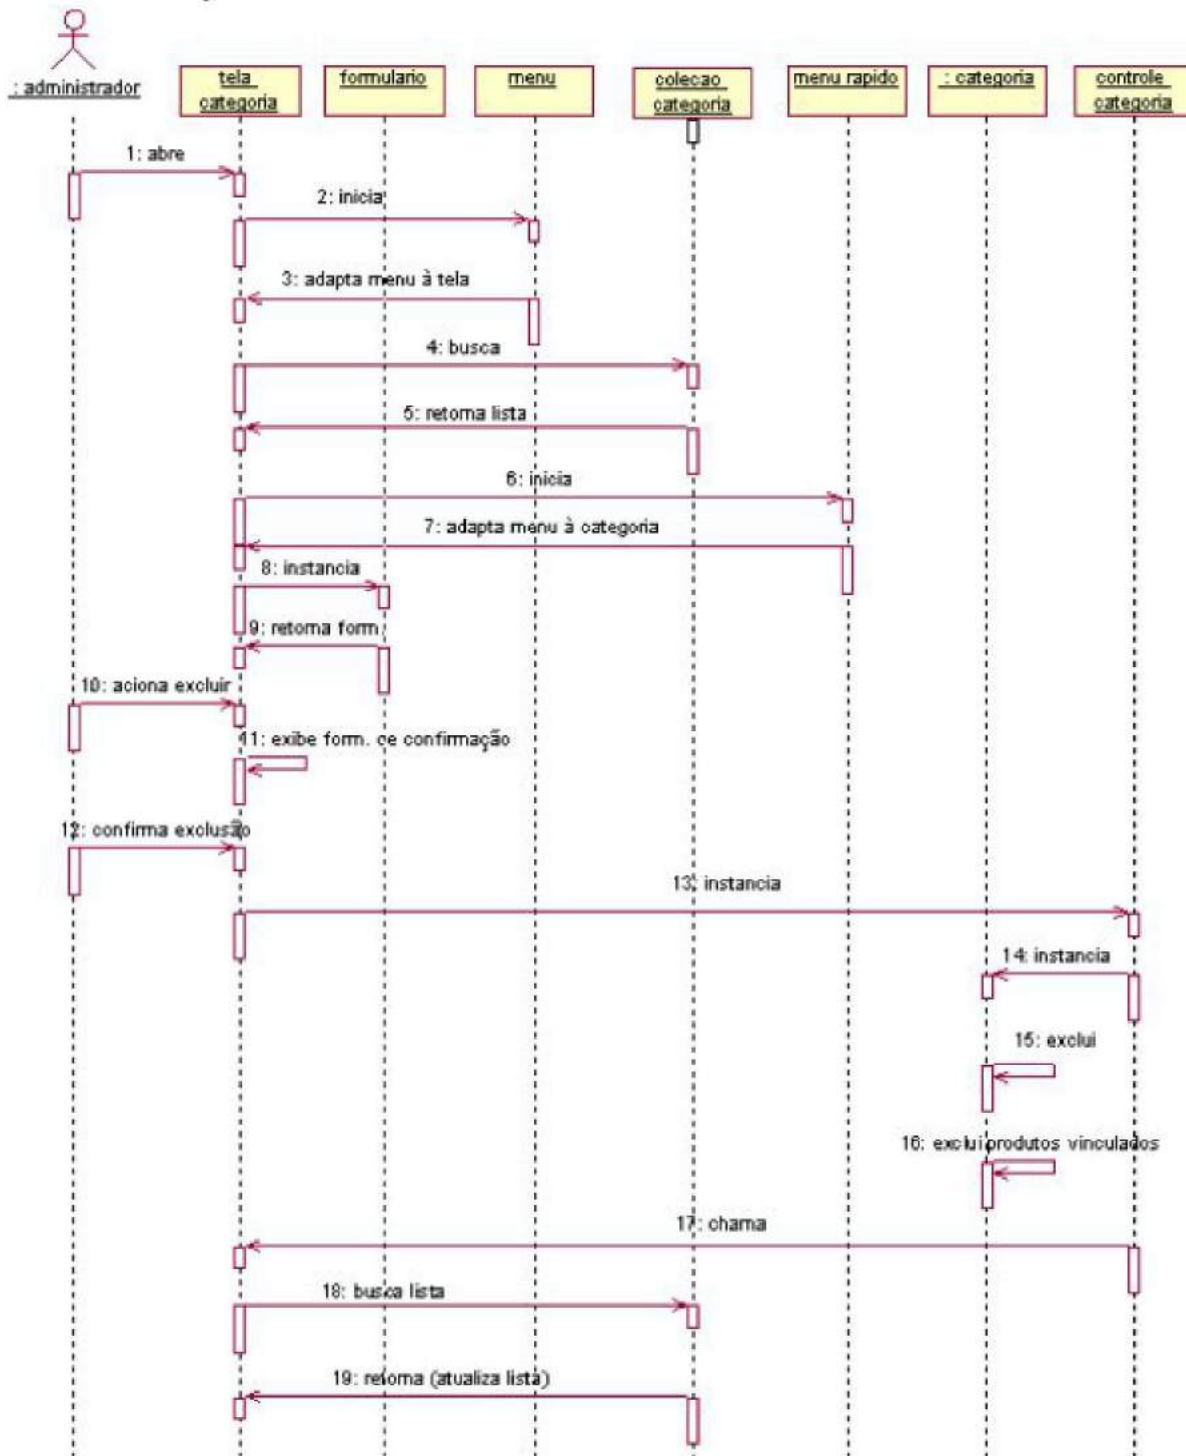 : administrador
tela
categoria
formulario
menu
colecao
categoria
menu rapido
: categoria
controle
categoria
1: abre
2: inicia
3: adapta menu à tela
4: busca
5: retorna lista
6: inicia
7: adapta menu à categoria
8: instancia
9: retorna form.
10: aciona excluir
11: exibe form. de confirmação
12: confirma exclusão
13: instancia
14: instancia
15: exclui
16: exclui produtos vinculados
17: chama
18: busca lista
19: retorna (atualiza lista)